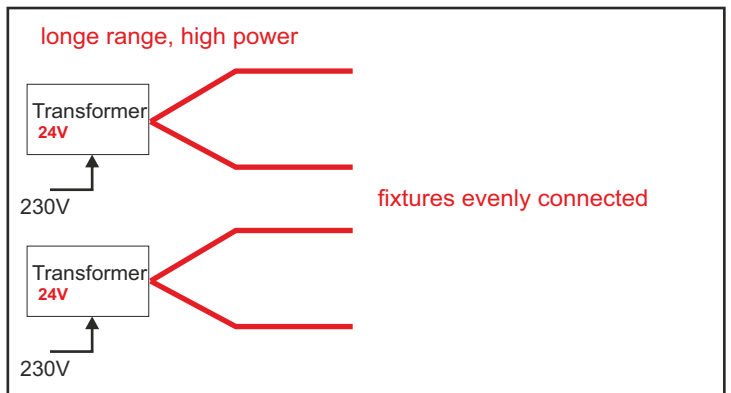 longe range, high power
Transformer
24V
230V
fixtures evenly connected
Transformer
24V
230V